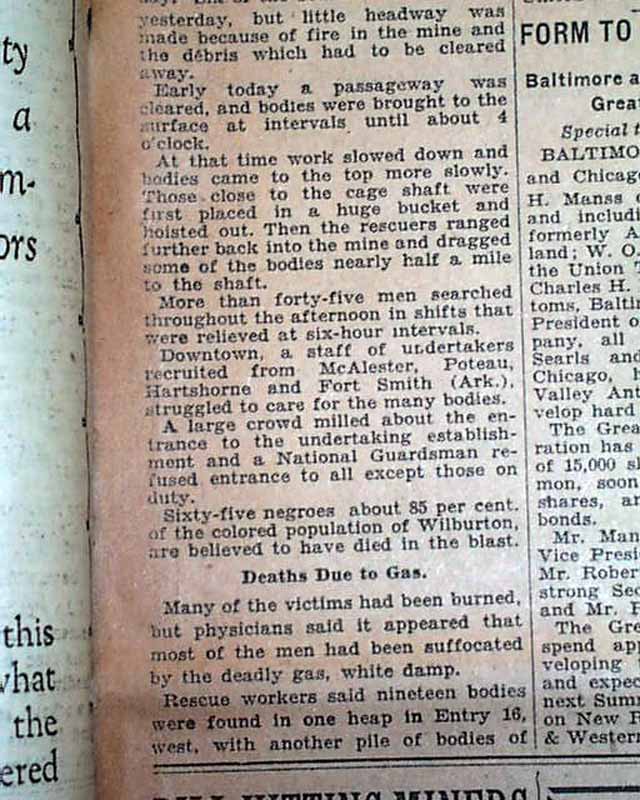 ty
a
m-
ors
this
what
the
ered
yesterday, but little headway was
made because of fire in the mine and
the débris which had to be cleared
away.
Early today a passageway was
cleared, and bodies were brought to the
surface at intervals until about 4
o'clock.
At that time work slowed down and
bodies came to the top more slowly.
Those close to the cage shaft were
first placed in a huge bucket and
hoisted out. Then the rescuers ranged
further back into the mine and dragged
some of the bodies nearly half a mile
to the shaft.
More than forty-five men searched
throughout the afternoon in shifts that
were relieved at six-hour intervals.
Downtown, a staff of undertakers
recruited from McAlester, Poteau,
Hartshorne and Fort Smith (Ark.),
struggled to care for the many bodies.
A large crowd milled about the en-
trance to the undertaking establish-
ment and a National Guardsman re-
fused entrance to all except those on
duty.
Sixty-five negroes about 85 per cent.
of the colored population of Wilburton,
are believed to have died in the blast.
Deaths Due to Gas.
Many of the victims had been burned,
but physicians said it appeared that
most of the men had been suffocated
by the deadly gas, white damp.
Rescue workers said nineteen bodies
were found in one heap in Entry 16,
west, with another pile of bodies of
FORM TO
Baltimore a
Grea
Special t
BALTIMO
and Chicago
H. Manss
and includ
formerly A
land; W. O.
the Union T
Charles H.
toms, Balti
President o
pany, all
Searls and
Chicago, h
Valley Ant
velop hard
The Grea
ration has
of 15,000 s
mon, soon
shares, a
bonds.
Mr. Man
Vice Presi
Mr. Rober
strong Sec
and Mr. H
The Gre
spend app
veloping
and expec
next Summ
on New R
& Western